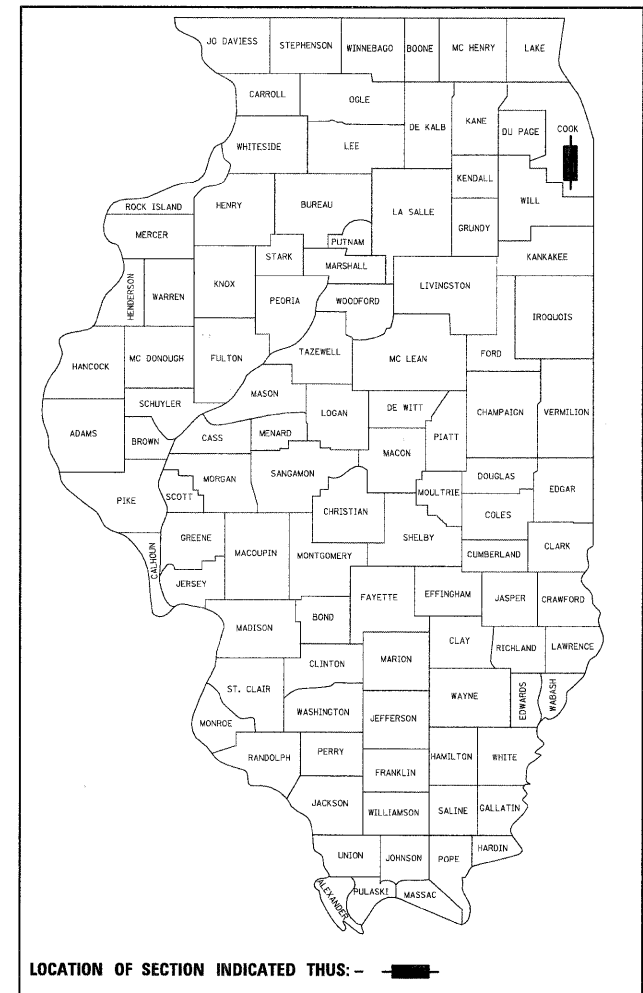 JO DAVIESS
STEPHENSON
WINNEBAGO
BOONE
MC HENRY
LAKE
CARROLL
OGLE
DE KALB
KANE
DU PAGE
COOK
WHITESIDE
LEE
KENDALL
WILL
ROCK ISLAND
HENRY
BUREAU
LA SALLE
GRUNDY
MERCER
PUTNAM
STARK
MARSHALL
KANKAKEE
HENDERSON
WARREN
KNOX
PEORIA
WOODFORD
LIVINGSTON
IROQUOIS
HANCOCK
MC DONOUGH
FULTON
TAZEWELL
MC LEAN
FORD
MASON
SCHUYLER
LOGAN
DE WITT
CHAMPAIGN
VERMILION
ADAMS
BROWN
CASS
MENARD
MACON
PIATT
MORGAN
SANGAMON
DOUGLAS
EDGAR
PIKE
SCOTT
MOULTRIE
CHRISTIAN
COLES
GREENE
MACOUPIN
MONTGOMERY
SHELBY
CUMBERLAND
CLARK
CALHOUN
JERSEY
FAYETTE
EFFINGHAM
JASPER
CRAWFORD
MADISON
BOND
CLAY
RICHLAND
LAWRENCE
CLINTON
MARION
ST. CLAIR
WAYNE
EDWARDS
WABASH
WASHINGTON
JEFFERSON
MONROE
RANDOLPH
PERRY
HAMILTON
WHITE
FRANKLIN
JACKSON
WILLIAMSON
SALINE
GALLATIN
UNION
JOHNSON
POPE
HARDIN
ALEXANDER
PULASKI
MASSAC
LOCATION OF SECTION INDICATED THUS: -